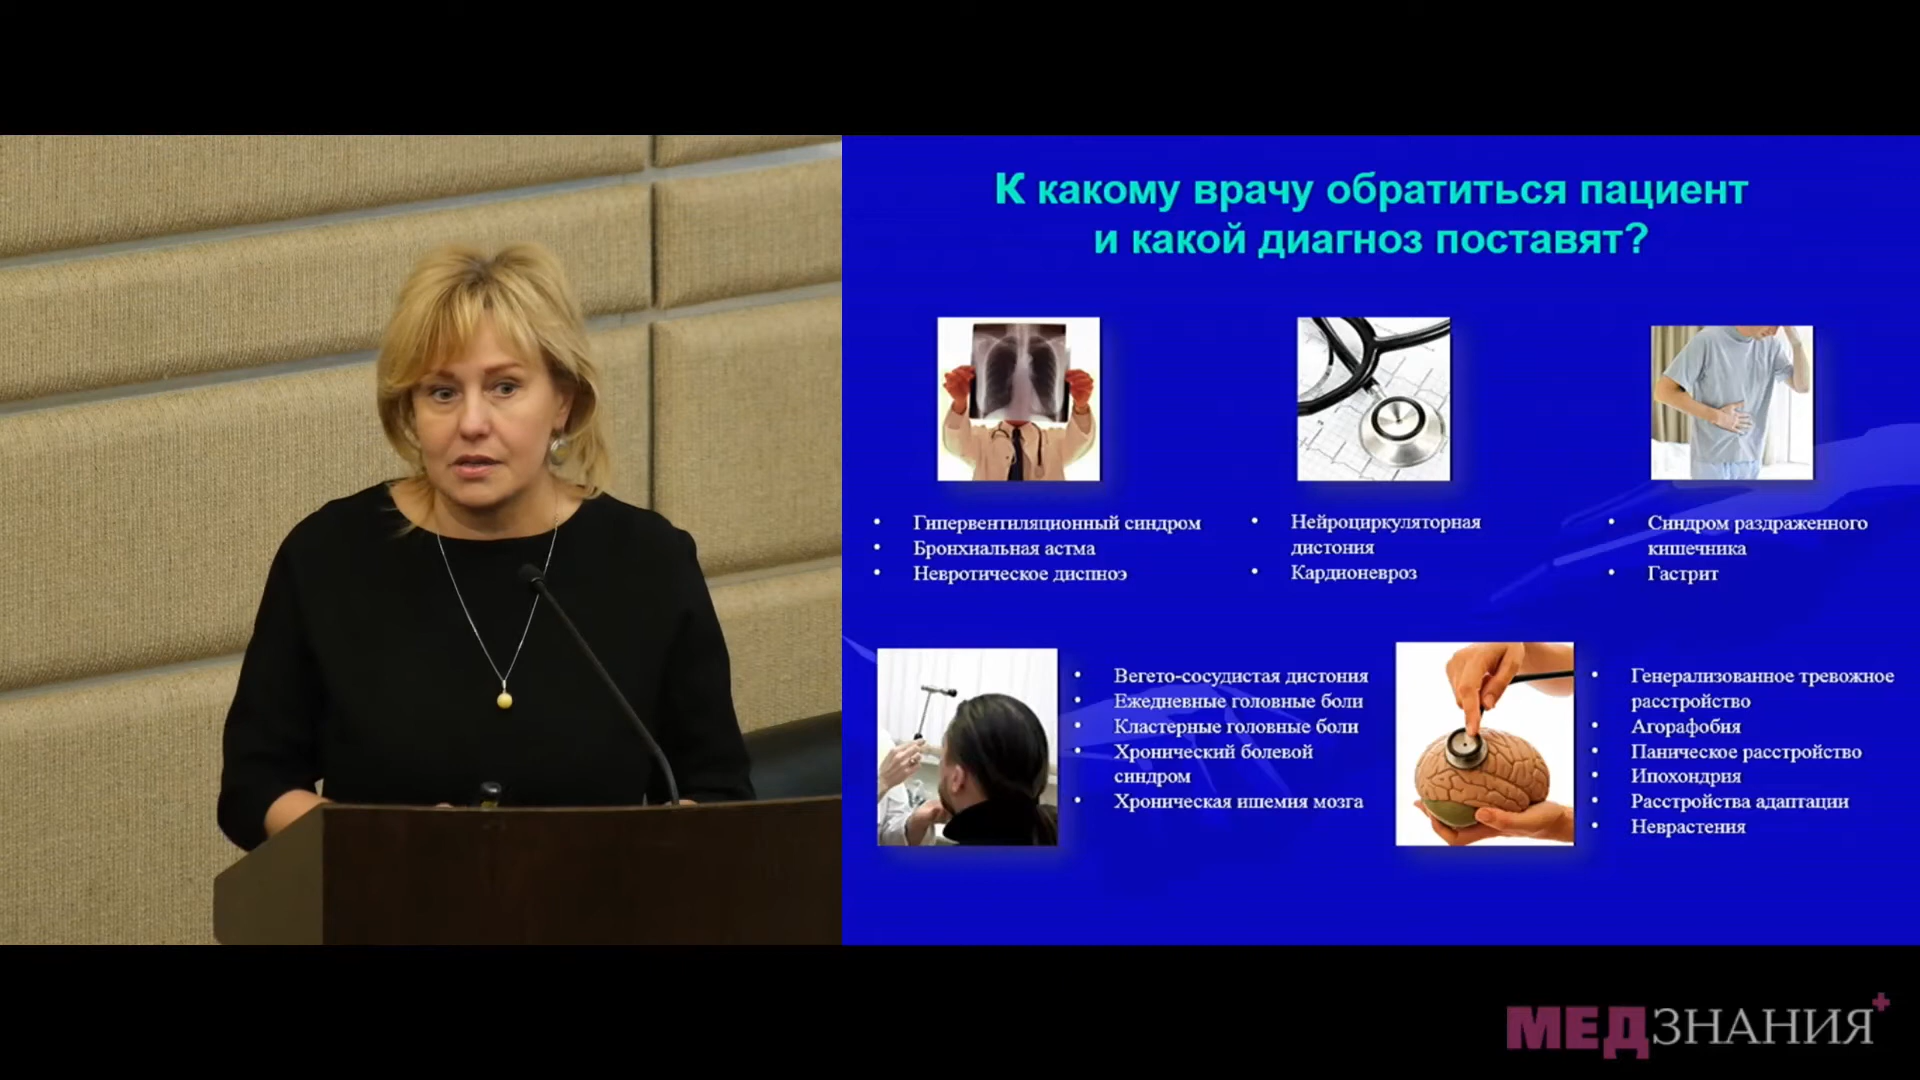 К какому врачу обратиться пациент
и какой диагноз поставят?
• Гипервентиляционный синдром
• Бронхиальная астма
• Невротическое диспноэ
• Нейроциркуляторная
дистония
• Кардионевроз
• Синдром раздраженного
кишечника
• Гастрит
• Вегето-сосудистая дистония
• Ежедневные головные боли
• Кластерные головные боли
• Хронический болевой
синдром
• Хроническая ишемия мозга
• Генерализованное тревожное
расстройство
• Агорафобия
• Паническое расстройство
• Ипохондрия
• Расстройства адаптации
• Неврастения
МЕДЗНАНИЯ+